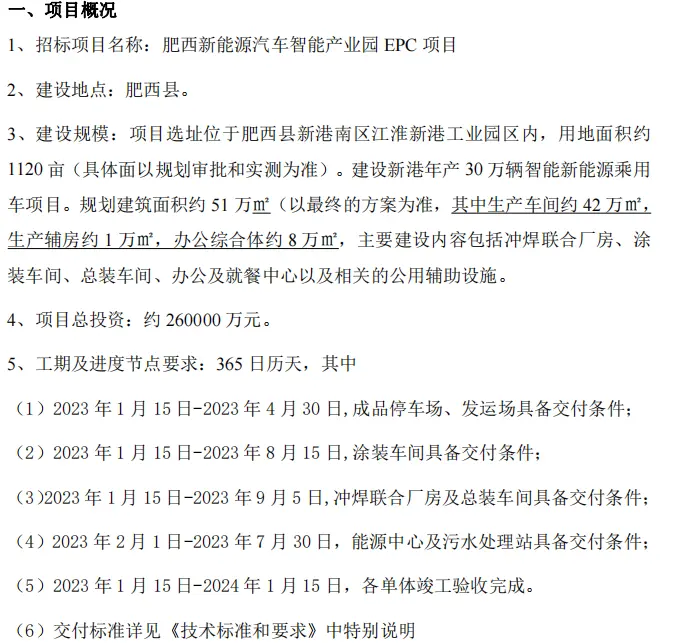 一、项目概况
1、招标项目名称：肥西新能源汽车智能产业园 EPC 项目
2、建设地点：肥西县。
3、建设规模：项目选址位于肥西县新港南区江淮新港工业园区内，用地面积约
1120 亩（具体面以规划审批和实测为准）。建设新港年产 30 万辆智能新能源乘用
车项目。规划建筑面积约 51 万㎡（以最终的方案为准，其中生产车间约 42 万㎡，
生产辅房约 1 万㎡，办公综合体约 8 万㎡，主要建设内容包括冲焊联合厂房、涂
装车间、总装车间、办公及就餐中心以及相关的公用辅助设施。
4、项目总投资：约 260000 万元。
5、工期及进度节点要求：365 日历天，其中
（1）2023 年 1 月 15 日-2023 年 4 月 30 日,成品停车场、发运场具备交付条件；
（2）2023 年 1 月 15 日-2023 年 8 月 15 日,涂装车间具备交付条件；
（3)2023 年 1 月 15 日-2023 年 9 月 5 日,冲焊联合厂房及总装车间具备交付条件；
（4）2023 年 2 月 1 日-2023 年 7 月 30 日，能源中心及污水处理站具备交付条件；
（5）2023 年 1 月 15 日-2024 年 1 月 15 日，各单体竣工验收完成。
（6）交付标准详见《技术标准和要求》中特别说明